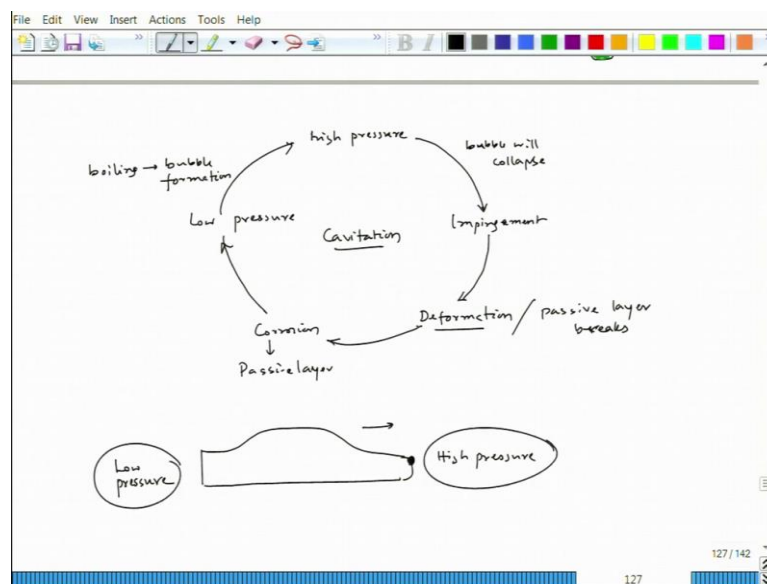 File Edit View Insert Actions Tools Help
B I
High pressure
bubble will
collapse
boiling → bubble
formation
Low pressure
Impingement
Cavitation
Deformation / passive layer
breaks
Corrosion
↓
Passive layer
Low
pressure
High pressure
127 / 142
127